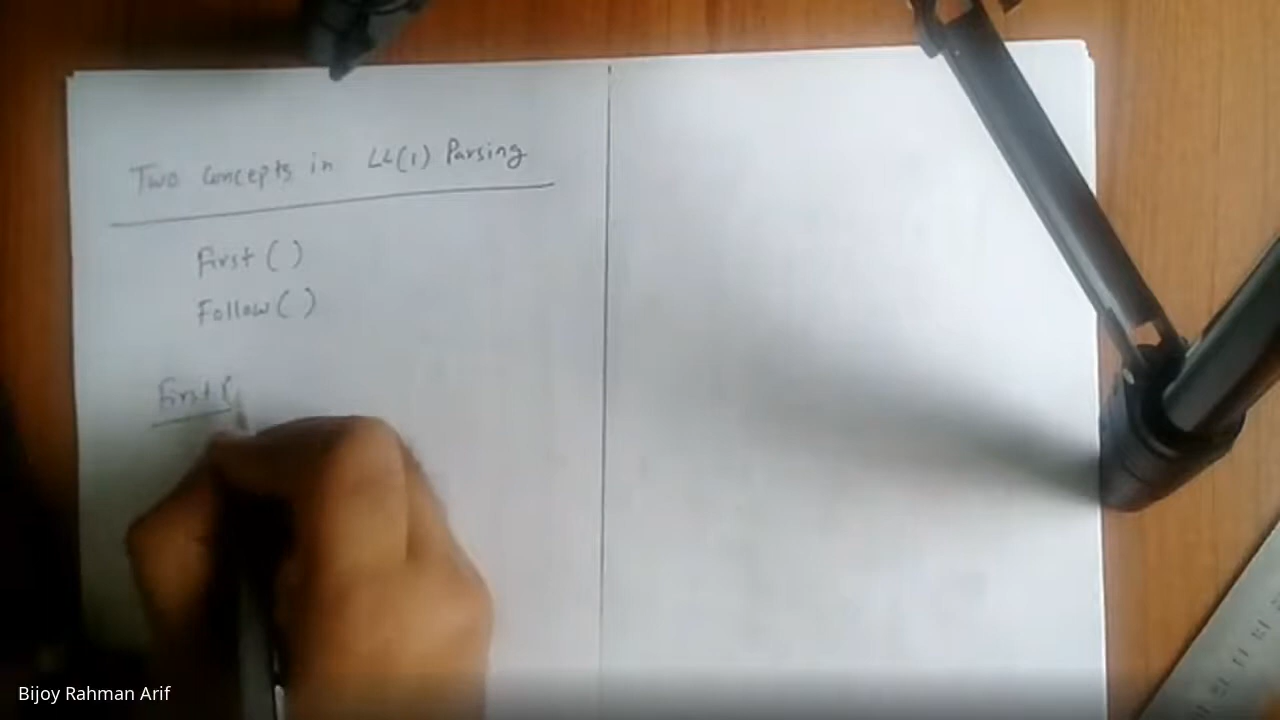 Two Concepts in LL(1) Parsing
First ( )
Follow ( )
First (
Bijoy Rahman Arif